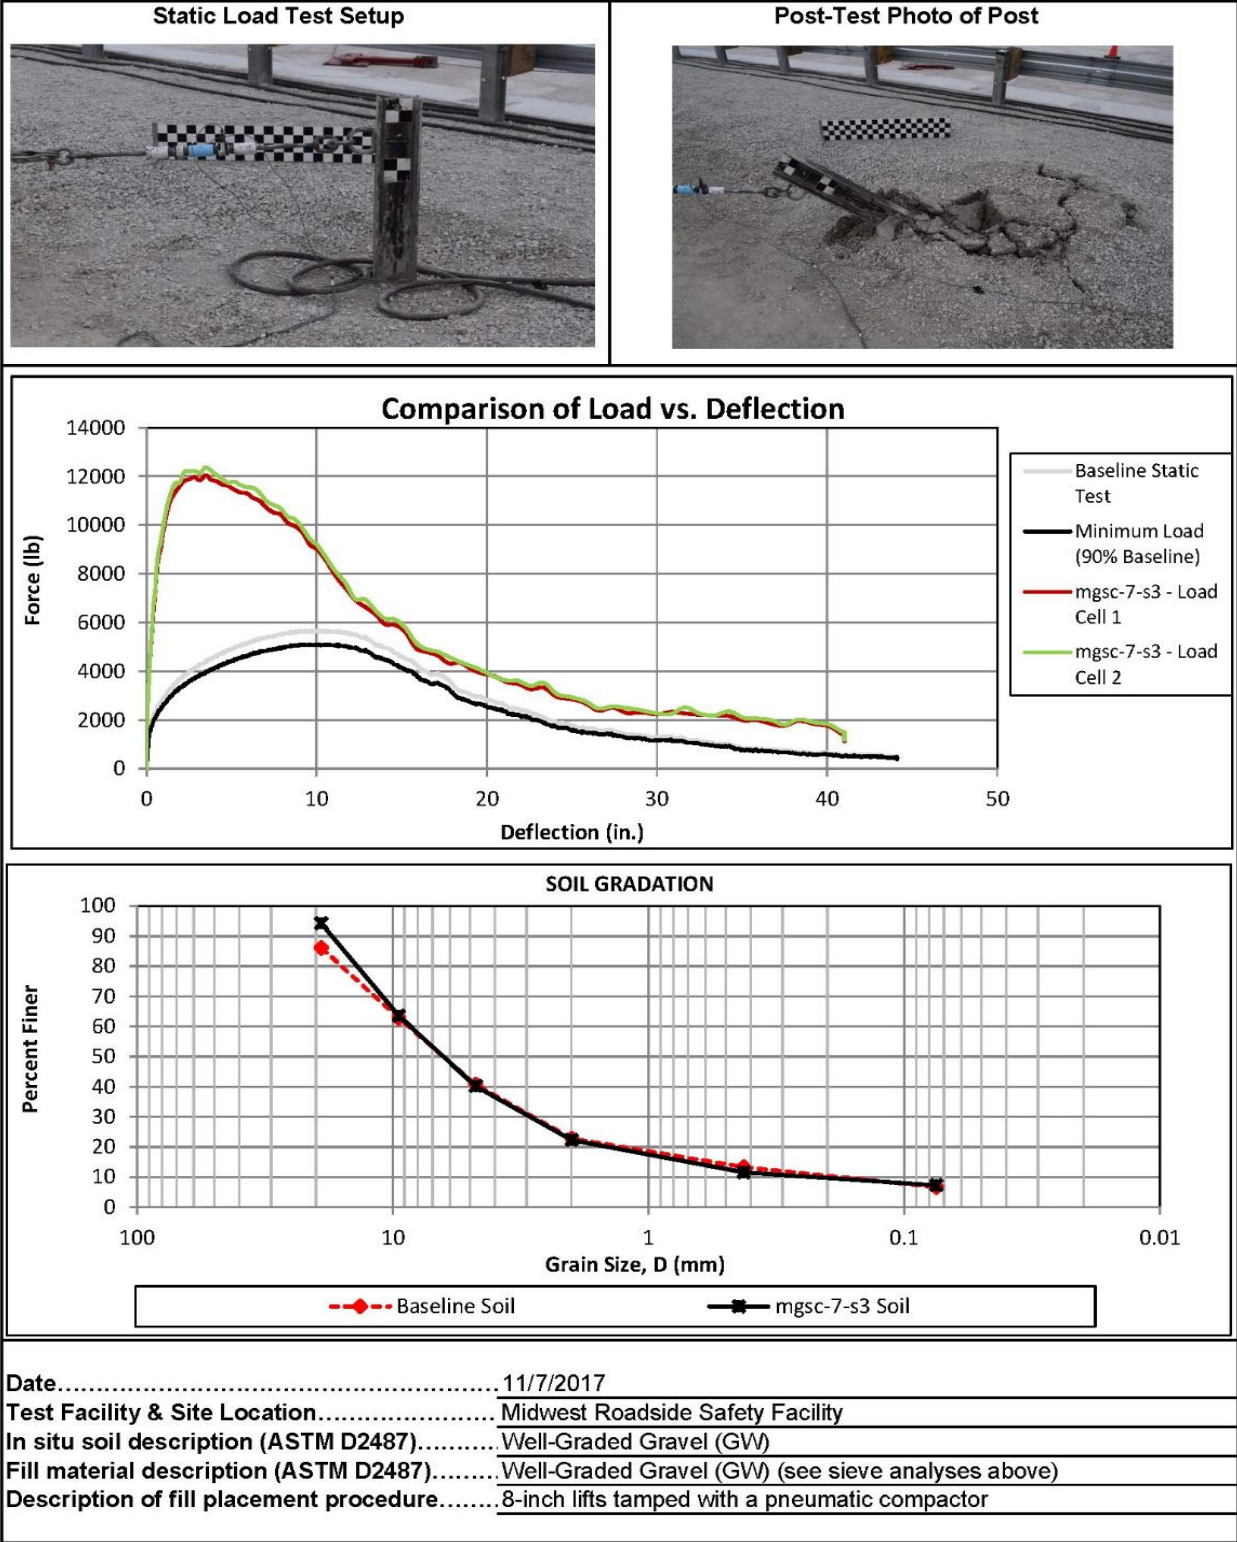 Static Load Test Setup
Post-Test Photo of Post
Comparison of Load vs. Deflection
Force (lb)
14000
12000
10000
8000
6000
4000
2000
0
0 10 20 30 40 50
Deflection (in.)
Baseline Static
Test
Minimum Load
(90% Baseline)
mgsc-7-s3 - Load
Cell 1
mgsc-7-s3 - Load
Cell 2
SOIL GRADATION
Percent Finer
100
90
80
70
60
50
40
30
20
10
0
100 10 1 0.1 0.01
Grain Size, D (mm)
Baseline Soil mgsc-7-s3 Soil
Date......................................................... 11/7/2017
Test Facility & Site Location....................... Midwest Roadside Safety Facility
In situ soil description (ASTM D2487).......... Well-Graded Gravel (GW)
Fill material description (ASTM D2487)........ Well-Graded Gravel (GW) (see sieve analyses above)
Description of fill placement procedure........ 8-inch lifts tamped with a pneumatic compactor